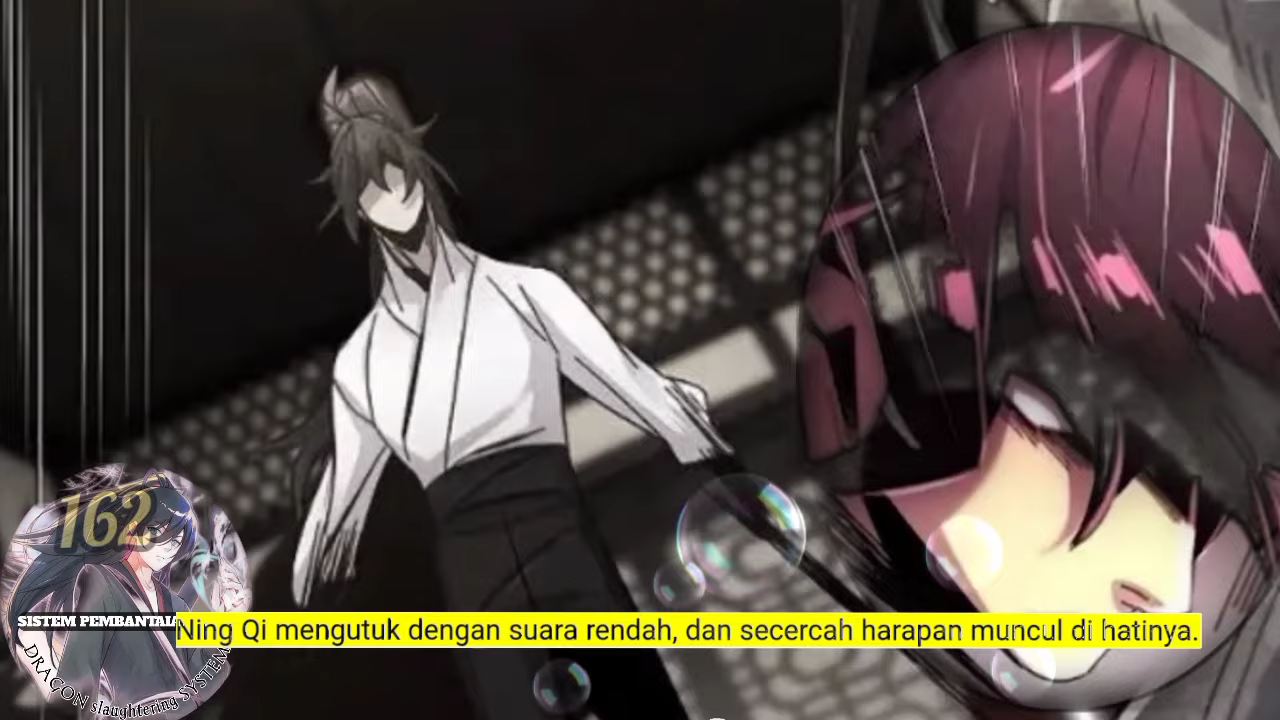 162
SISTEM PEMBANTAI
Ning Qi mengutuk dengan suara rendah, dan secercah harapan muncul di hatinya.
DRAGON slaughtering SYSTEM